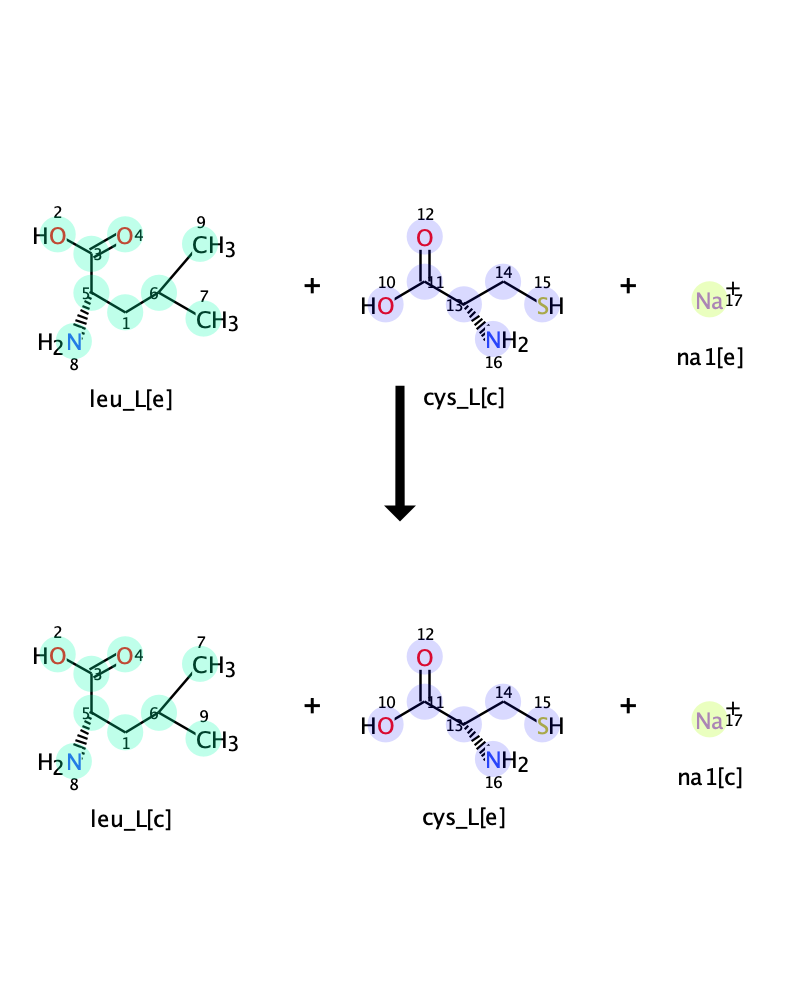 2 HO 3 O 4 9 CH3
5 6 7 CH3
H2N 8 1
leu_L[e]
+
12 O
10 HO 11 14 15 SH
13 NH2 16
cys_L[c]
+
Na+ 17
na1[e]
2 HO 3 O 4 7 CH3
5 6 9 CH3
H2N 8 1
leu_L[c]
+
12 O
10 HO 11 14 15 SH
13 NH2 16
cys_L[e]
+
Na+ 17
na1[c]